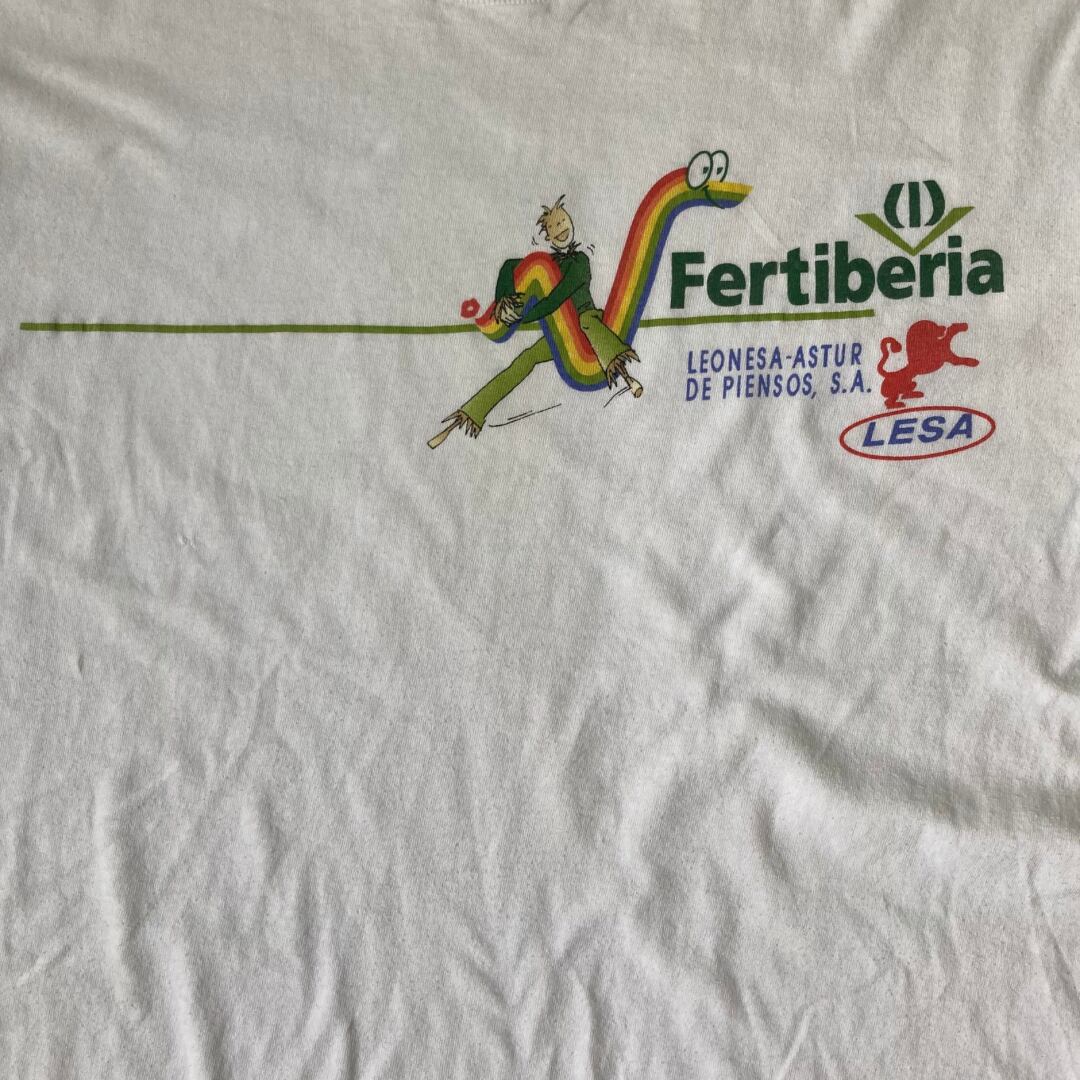 Fertiberia
LEONESA-ASTUR
DE PIENSOS, S.A.
LESA